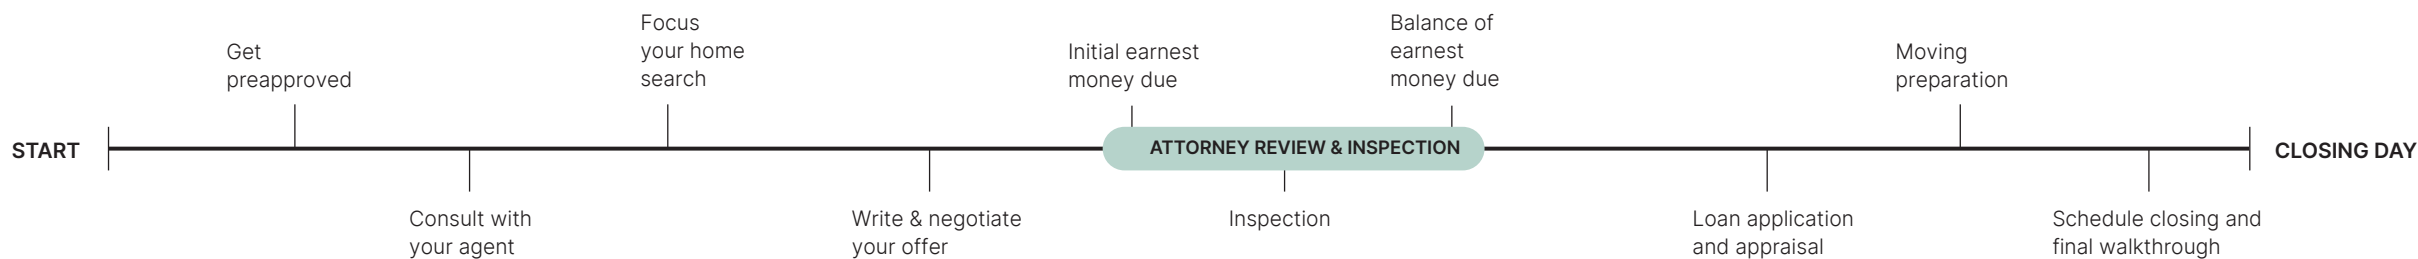 START
Get
preapproved
Consult with
your agent
Focus
your home
search
Write & negotiate
your offer
Initial earnest
money due
ATTORNEY REVIEW & INSPECTION
Inspection
Balance of
earnest
money due
Loan application
and appraisal
Moving
preparation
Schedule closing and
final walkthrough
CLOSING DAY